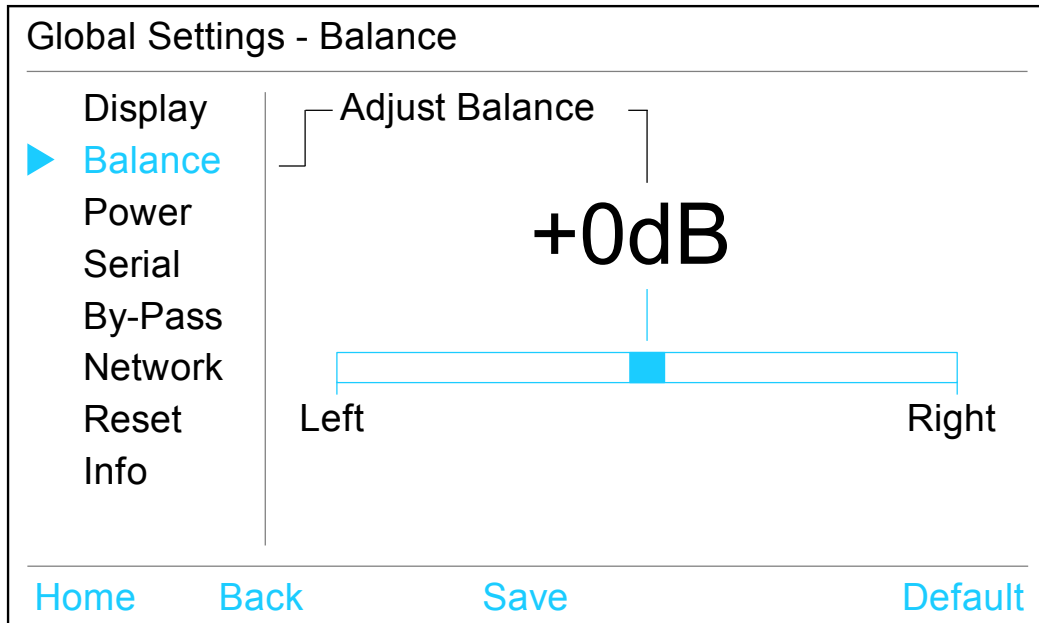 Global Settings - Balance
Display
Balance
Power
Serial
By-Pass
Network
Reset
Info
Adjust Balance
+0dB
Left Right
Home Back Save Default